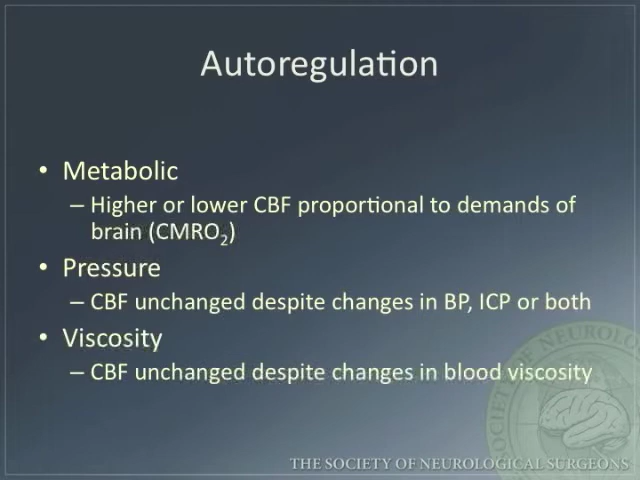 Autoregulation
• Metabolic
– Higher or lower CBF proportional to demands of
brain (CMRO₂)
• Pressure
– CBF unchanged despite changes in BP, ICP or both
• Viscosity
– CBF unchanged despite changes in blood viscosity
THE SOCIETY OF NEUROLOGICAL SURGEONS